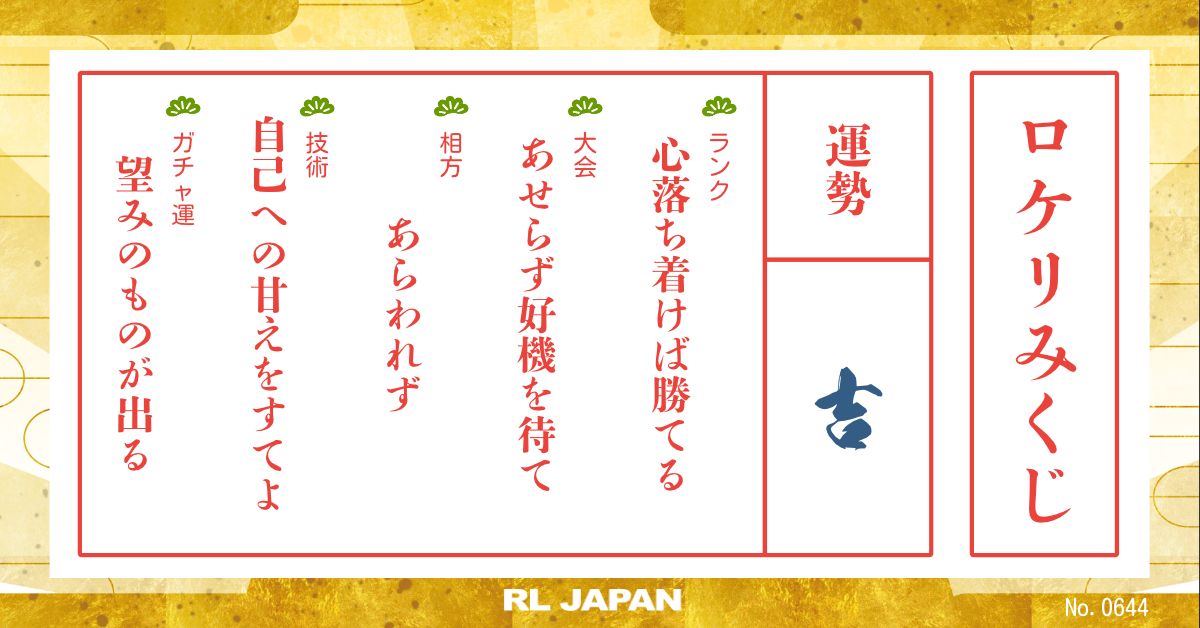 ロケリみくじ
運勢
吉
ランク
心落ち着けば勝てる
大会
あせらず好機を待て
相方
あらわれず
技術
自己への甘えをすてよ
ガチャ運
望みのものが出る
RL JAPAN
No. 0644